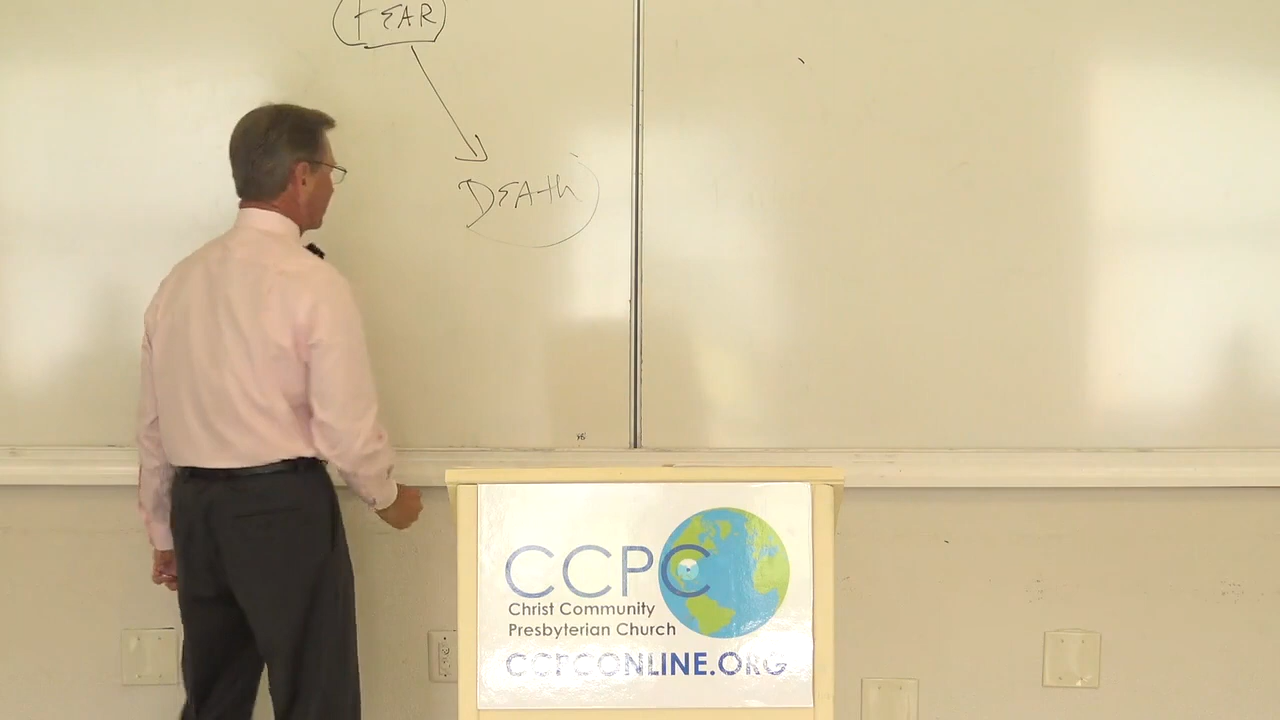 FEAR
DEAth
CCPC
Christ Community
Presbyterian Church
CCPCONLINE.ORG